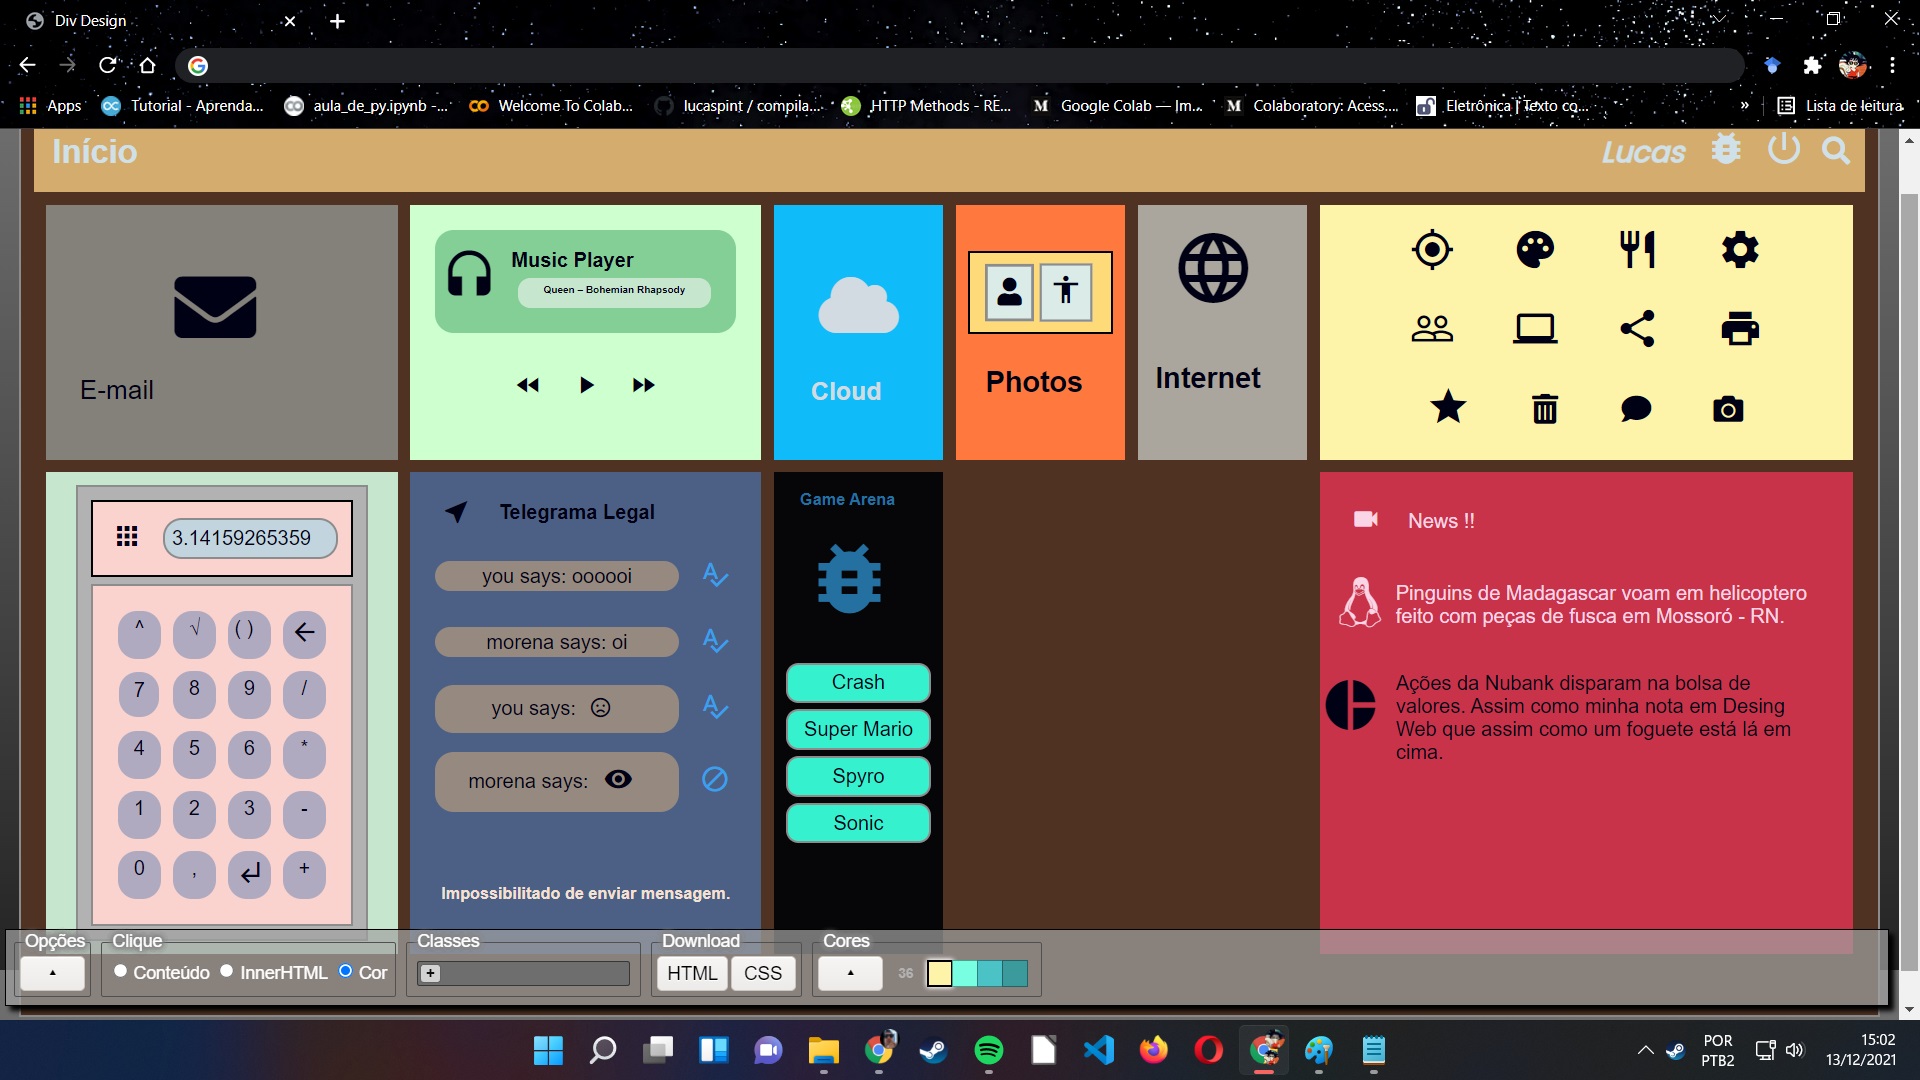 Div Design
Apps
Tutorial - Aprenda...
aula_de_py.ipynb -...
Welcome To Colab...
lucaspint / compila...
HTTP Methods - RE...
Google Colab — Im...
Colaboratory: Acess...
Eletrônica | Texto co...
»
Lista de leitura
Início
Lucas
E-mail
Music Player
Queen – Bohemian Rhapsody
Cloud
Photos
Internet
3.14159265359
^ √ ( )
7 8 9 /
4 5 6 *
1 2 3 -
0 , +
Telegrama Legal
you says: oooooi
morena says: oi
you says:
morena says:
Impossibilitado de enviar mensagem.
Game Arena
Crash
Super Mario
Spyro
Sonic
News !!
Pinguins de Madagascar voam em helicoptero
feito com peças de fusca em Mossoró - RN.
Ações da Nubank disparam na bolsa de
valores. Assim como minha nota em Desing
Web que assim como um foguete está lá em
cima.
Opções
Clique
Conteúdo InnerHTML Cor
Classes
+
Download
HTML CSS
Cores
36
POR
PTB2
15:02
13/12/2021